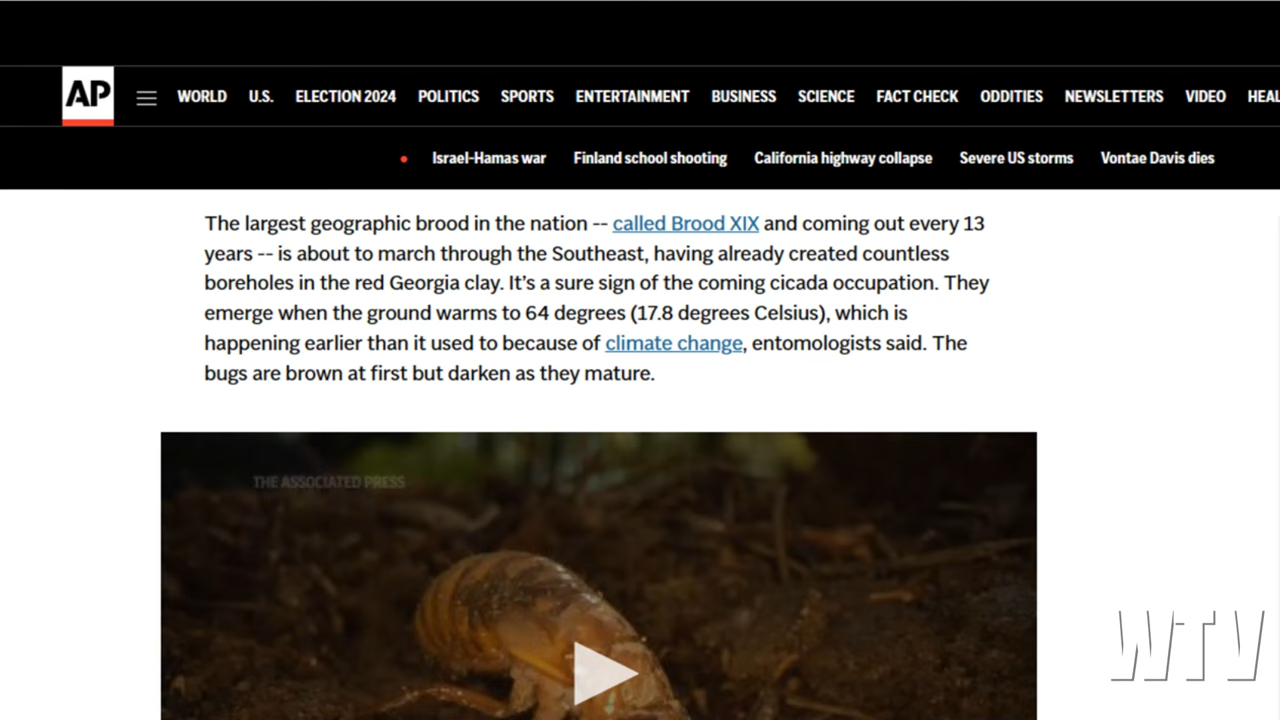 AP
WORLD U.S. ELECTION 2024 POLITICS SPORTS ENTERTAINMENT BUSINESS SCIENCE FACT CHECK ODDITIES NEWSLETTERS VIDEO HEAL
Israel-Hamas war Finland school shooting California highway collapse Severe US storms Vontae Davis dies
The largest geographic brood in the nation -- called Brood XIX and coming out every 13
years -- is about to march through the Southeast, having already created countless
boreholes in the red Georgia clay. It’s a sure sign of the coming cicada occupation. They
emerge when the ground warms to 64 degrees (17.8 degrees Celsius), which is
happening earlier than it used to because of climate change, entomologists said. The
bugs are brown at first but darken as they mature.
THE ASSOCIATED PRESS
WTV